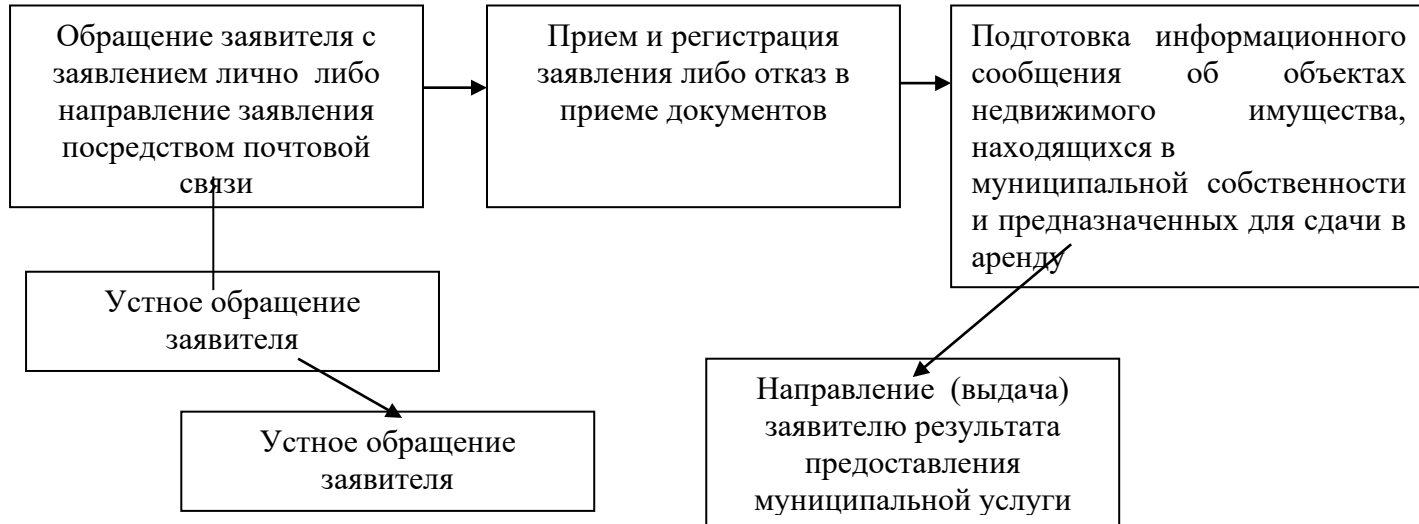 Обращение заявителя с
заявлением лично либо
направление заявления
посредством почтовой
связи
Прием и регистрация
заявления либо отказ в
приеме документов
Подготовка информационного
сообщения об объектах
недвижимого имущества,
находящихся в
муниципальной собственности
и предназначенных для сдачи в
аренду
Устное обращение
заявителя
Устное обращение
заявителя
Направление (выдача)
заявителю результата
предоставления
муниципальной услуги